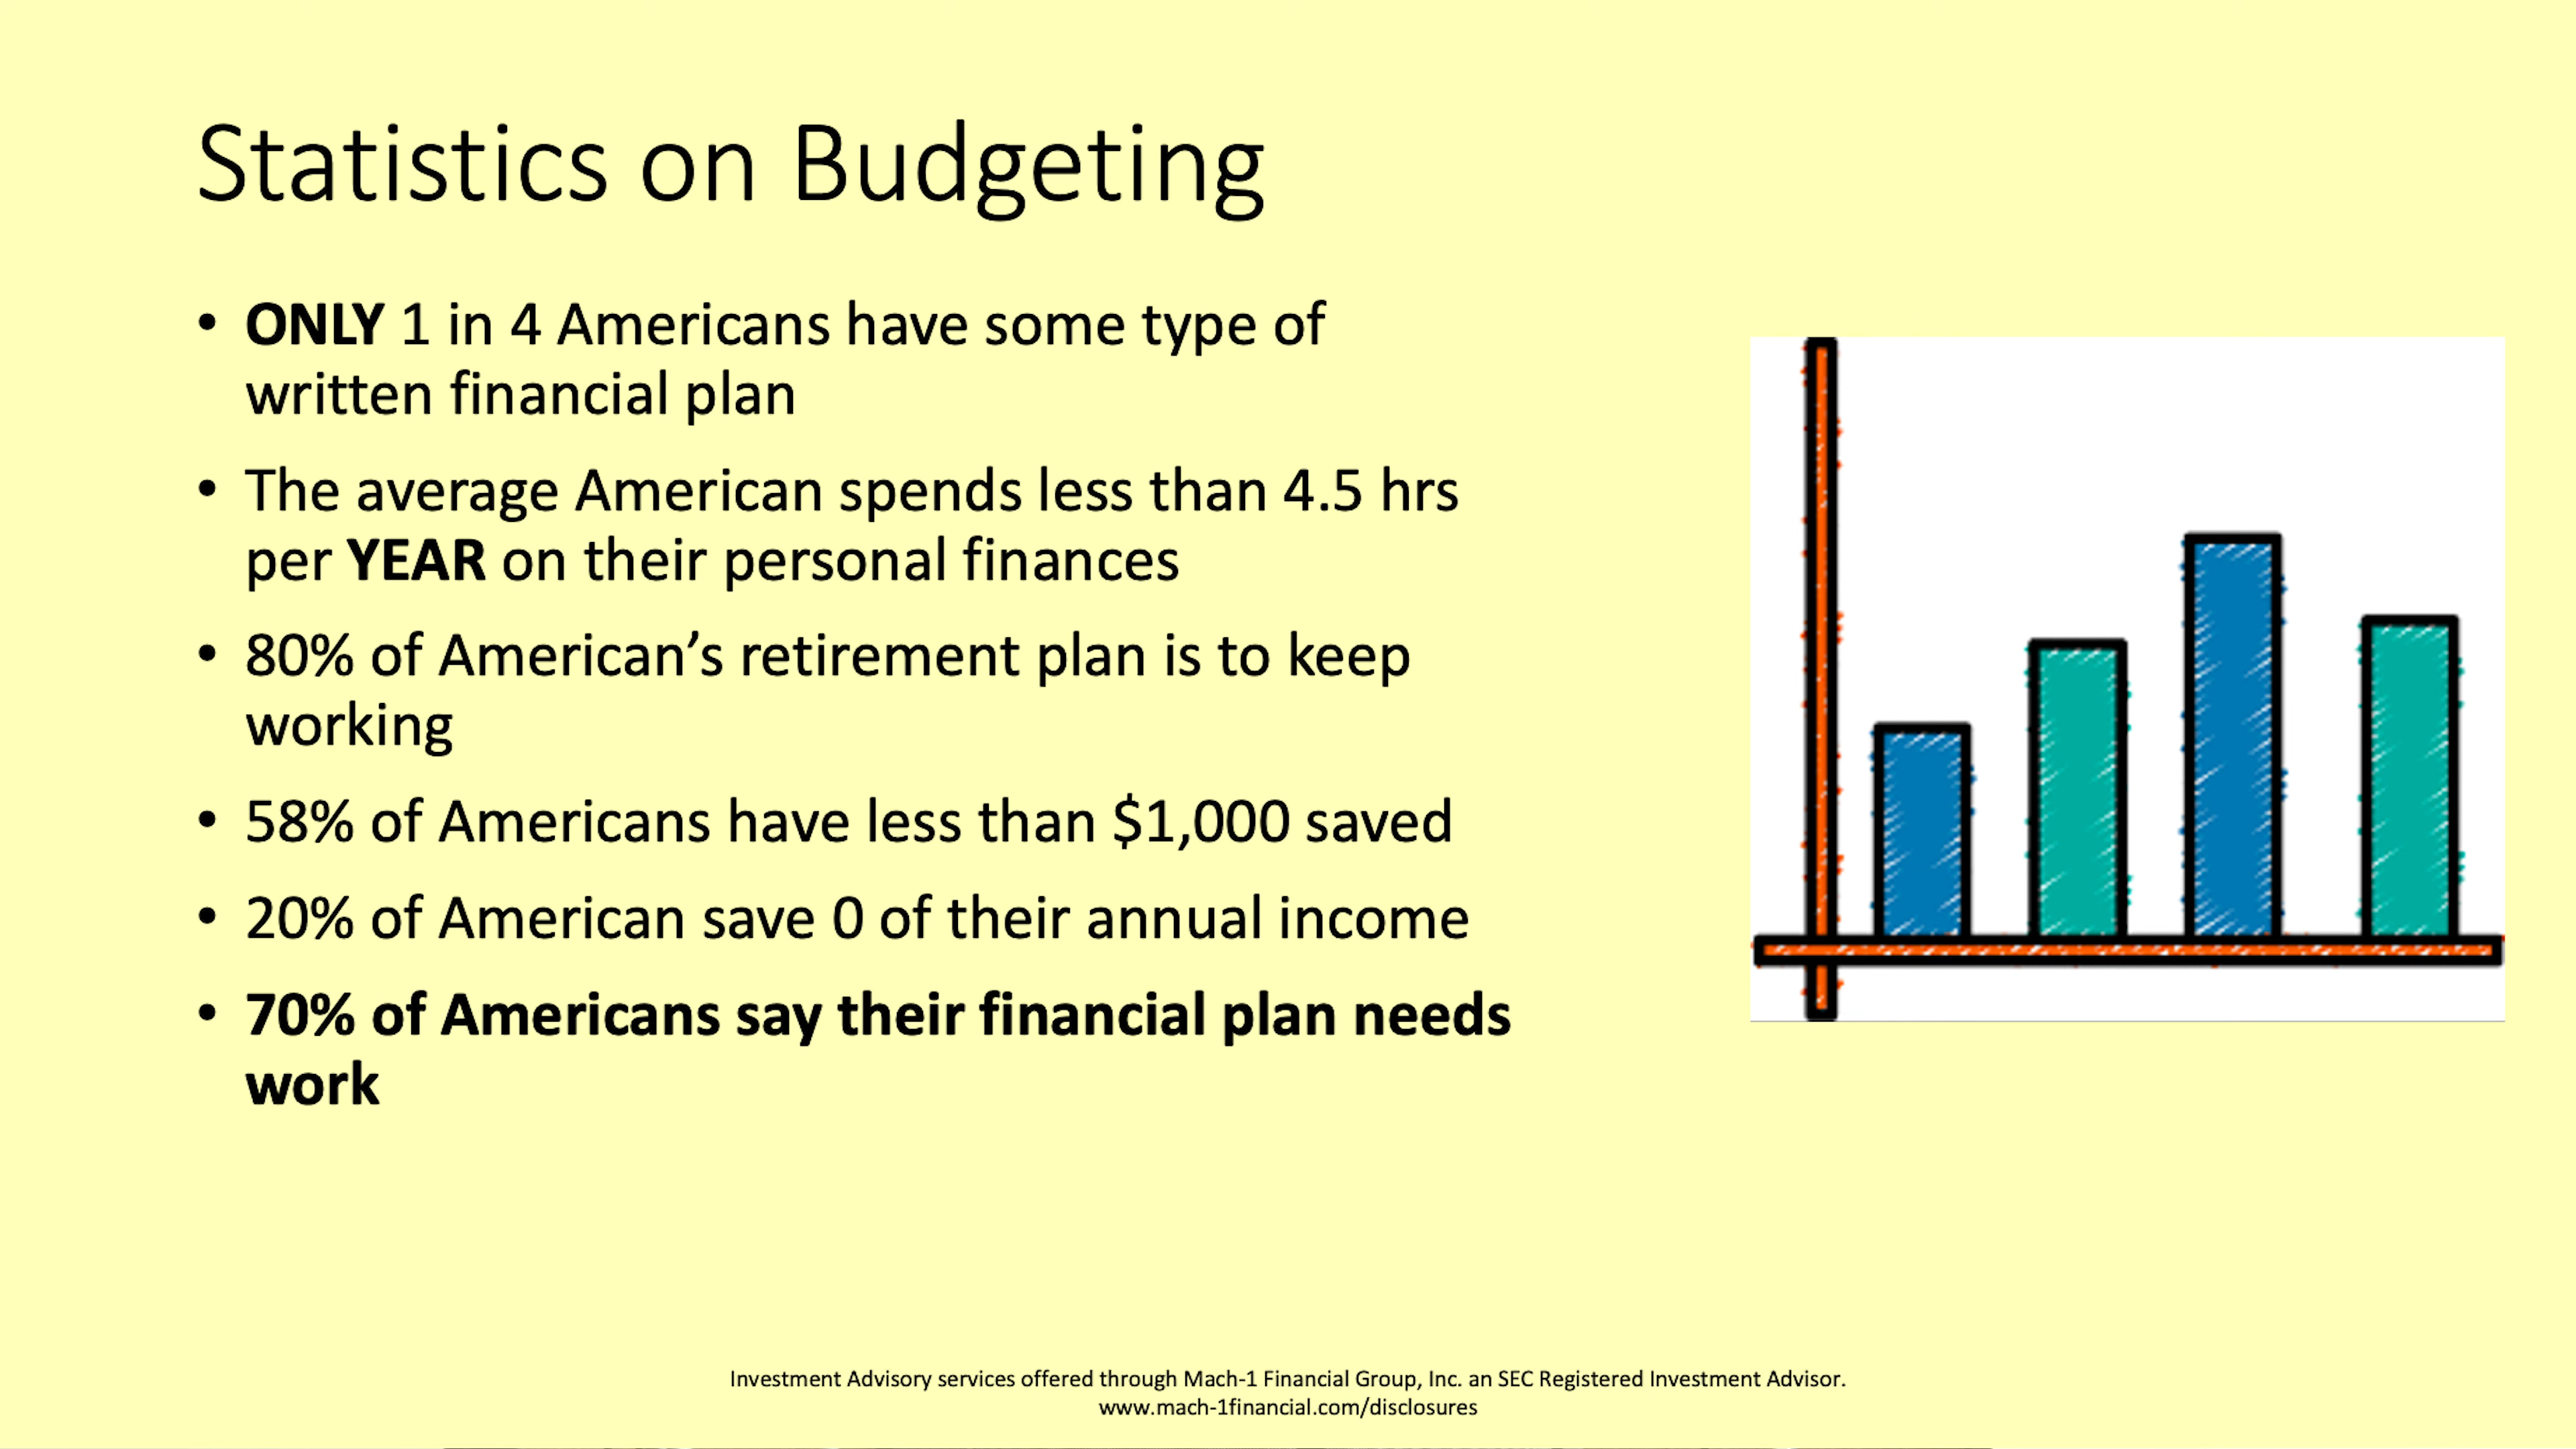 Statistics on Budgeting
• ONLY 1 in 4 Americans have some type of
written financial plan
• The average American spends less than 4.5 hrs
per YEAR on their personal finances
• 80% of American’s retirement plan is to keep
working
• 58% of Americans have less than $1,000 saved
• 20% of American save 0 of their annual income
• 70% of Americans say their financial plan needs
work
Investment Advisory services offered through Mach-1 Financial Group, Inc. an SEC Registered Investment Advisor.
www.mach-1financial.com/disclosures